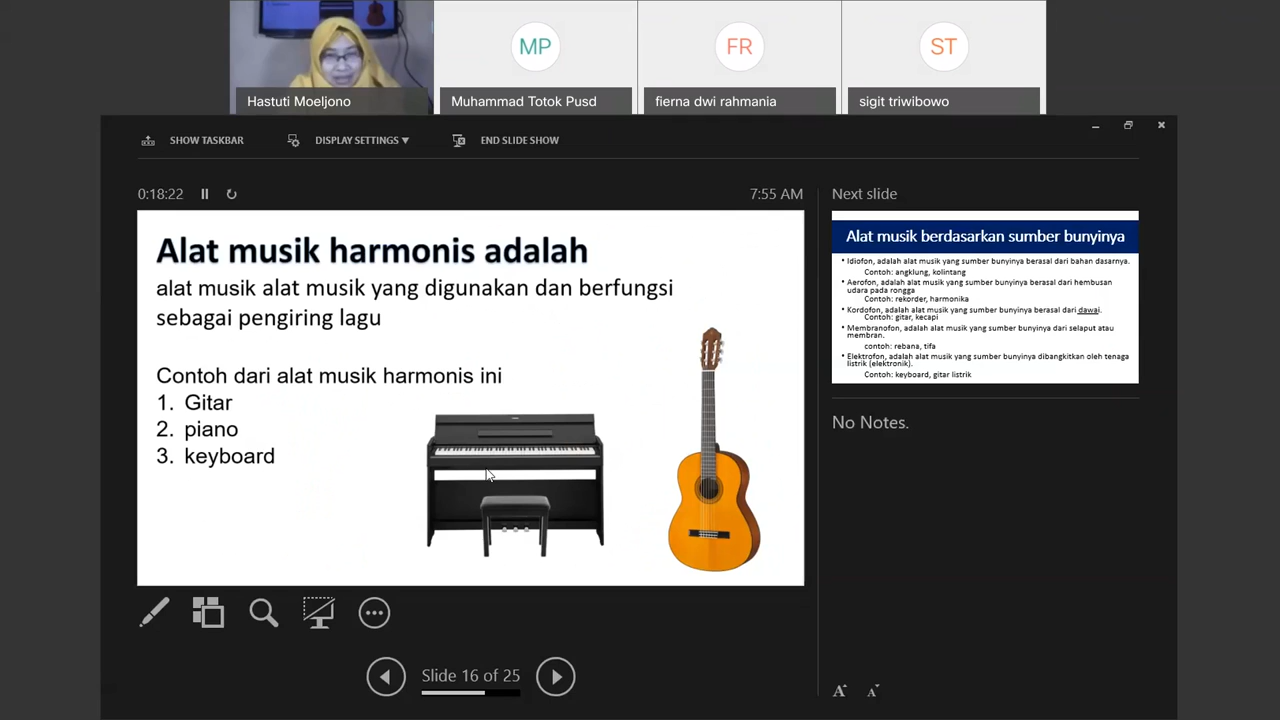 MP
FR
ST
Hastuti Moeljono
Muhammad Totok Pusd
fierna dwi rahmania
sigit triwibowo
SHOW TASKBAR
DISPLAY SETTINGS ▼
END SLIDE SHOW
0:18:22
7:55 AM
Alat musik harmonis adalah
alat musik alat musik yang digunakan dan berfungsi
sebagai pengiring lagu
Contoh dari alat musik harmonis ini
1. Gitar
2. piano
3. keyboard
Next slide
Alat musik berdasarkan sumber bunyinya
• Idiofon, adalah alat musik yang sumber bunyinya berasal dari bahan dasarnya.
Contoh: angklung, kolintang
• Aerofon, adalah alat musik yang sumber bunyinya berasal dari hembusan
udara pada rongga
Contoh: rekorder, harmonika
• Kordofon, adalah alat musik yang sumber bunyinya berasal dari dawai.
Contoh: gitar, kecapi
• Membranofon, adalah alat musik yang sumber bunyinya dari selaput atau
membran.
contoh: rebana, tifa
• Elektrofon, adalah alat musik yang sumber bunyinya dibangkitkan oleh tenaga
listrik (elektronik).
Contoh: keyboard, gitar listrik
No Notes.
Slide 16 of 25
A A